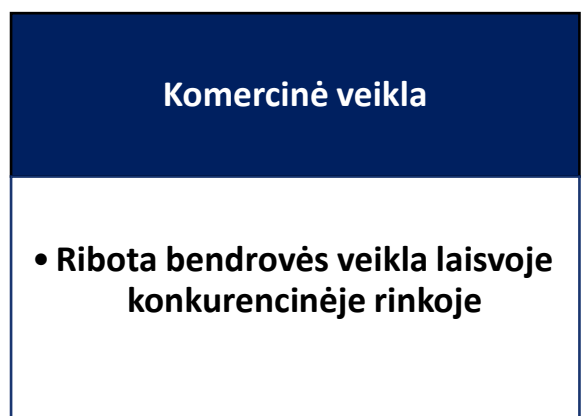 Komercinė veikla
• Ribota bendrovės veikla laisvoje
konkurencinėje rinkoje